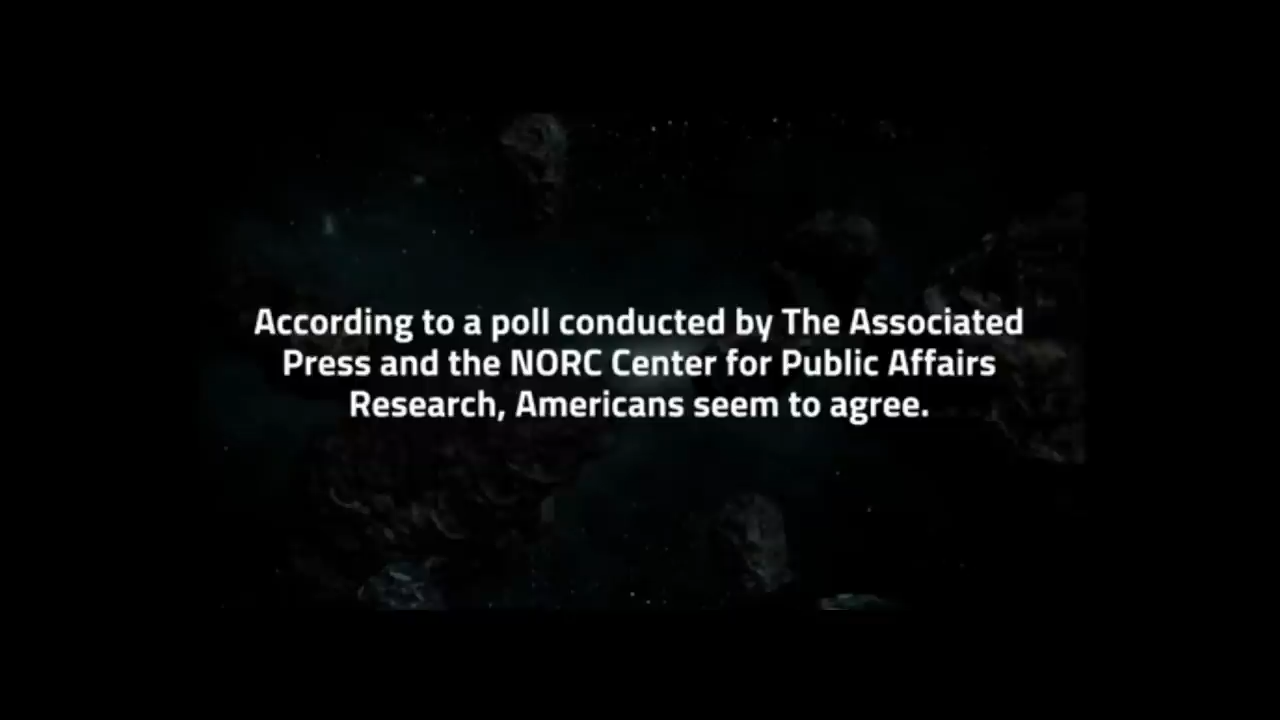 According to a poll conducted by The Associated
Press and the NORC Center for Public Affairs
Research, Americans seem to agree.